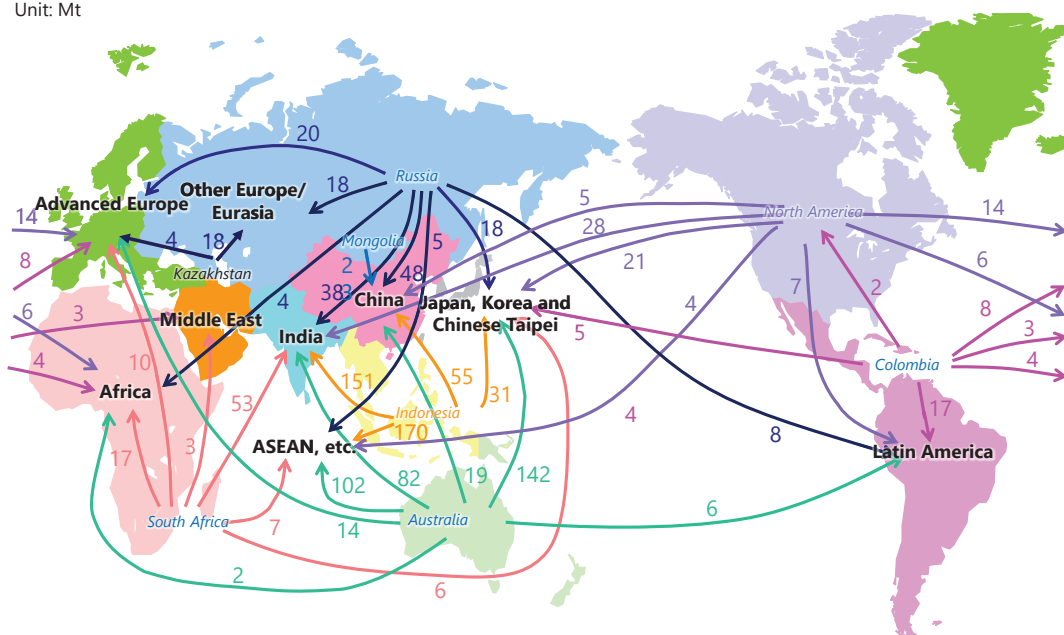 Unit: Mt
20
5
14
Russia
18
Other Europe/
Eurasia
Advanced Europe
14
North America
28
18
5
Mongolia
4
18
21
6
8
Kazakhstan
2
48
7
2
38
3
China
4
4
Japan, Korea and
Chinese Taipei
8
6
3
Middle East
India
5
3
10
4
Colombia
4
151
55
31
Africa
53
17
Indonesia
4
170
8
3
ASEAN, etc.
Latin America
17
82
19
142
102
6
South Africa
7
14
Australia
2
6